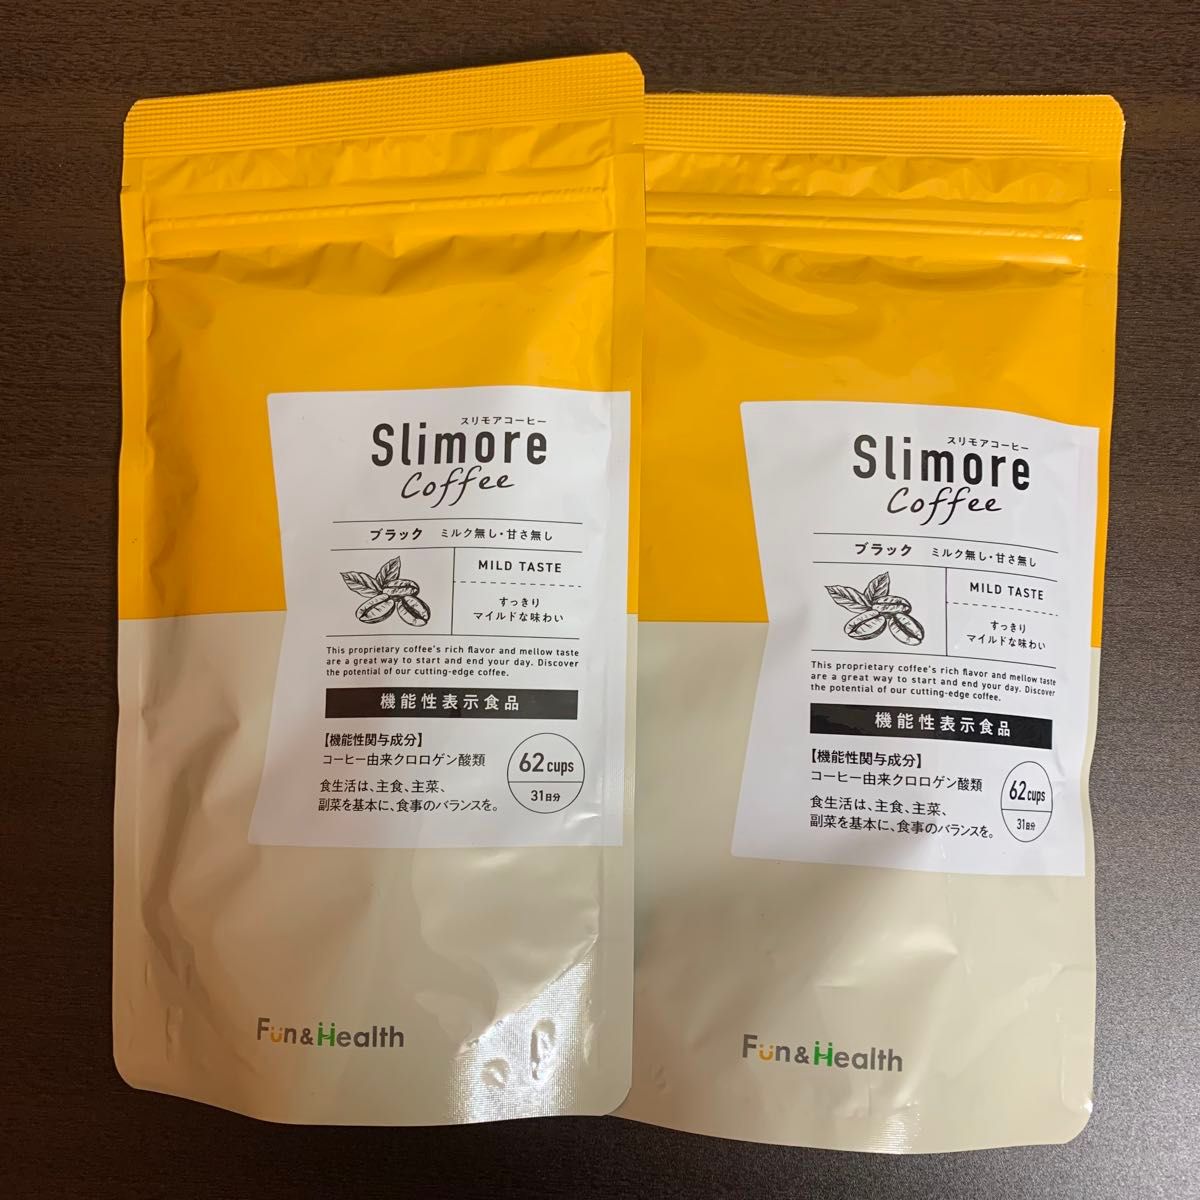 スリモアコーヒー
Slimore
Coffee
ブラック ミルク無し・甘さ無し
MILD TASTE
すっきり
マイルドな味わい
This proprietary coffee's rich flavor and mellow taste
are a great way to start and end your day. Discover
the potential of our cutting-edge coffee.
機能性表示食品
【機能性関与成分】
コーヒー由来クロロゲン酸類
食生活は、主食、主菜、
副菜を基本に、食事のバランスを。
62 cups
31日分
Fun&Health
スリモアコーヒー
Slimore
Coffee
ブラック ミルク無し・甘さ無し
MILD TASTE
すっきり
マイルドな味わい
This proprietary coffee's rich flavor and mellow taste
are a great way to start and end your day. Discover
the potential of our cutting-edge coffee.
機能性表示食品
【機能性関与成分】
コーヒー由来クロロゲン酸類
食生活は、主食、主菜、
副菜を基本に、食事のバランスを。
62 cups
31日分
Fun&Health